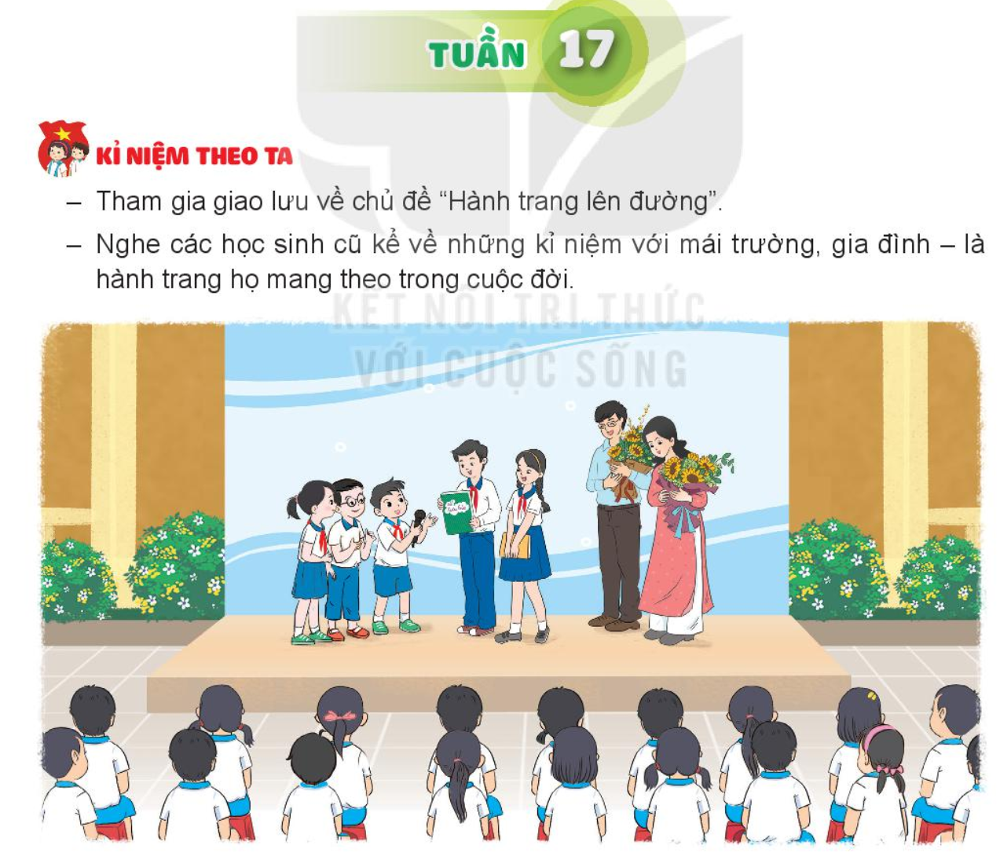 TUẦN 17
KỈ NIỆM THEO TA
– Tham gia giao lưu về chủ đề “Hành trang lên đường”.
– Nghe các học sinh cũ kể về những kỉ niệm với mái trường, gia đình – là
hành trang họ mang theo trong cuộc đời.
KẾT NỐI TRI THỨC
VỚI CUỘC SỐNG